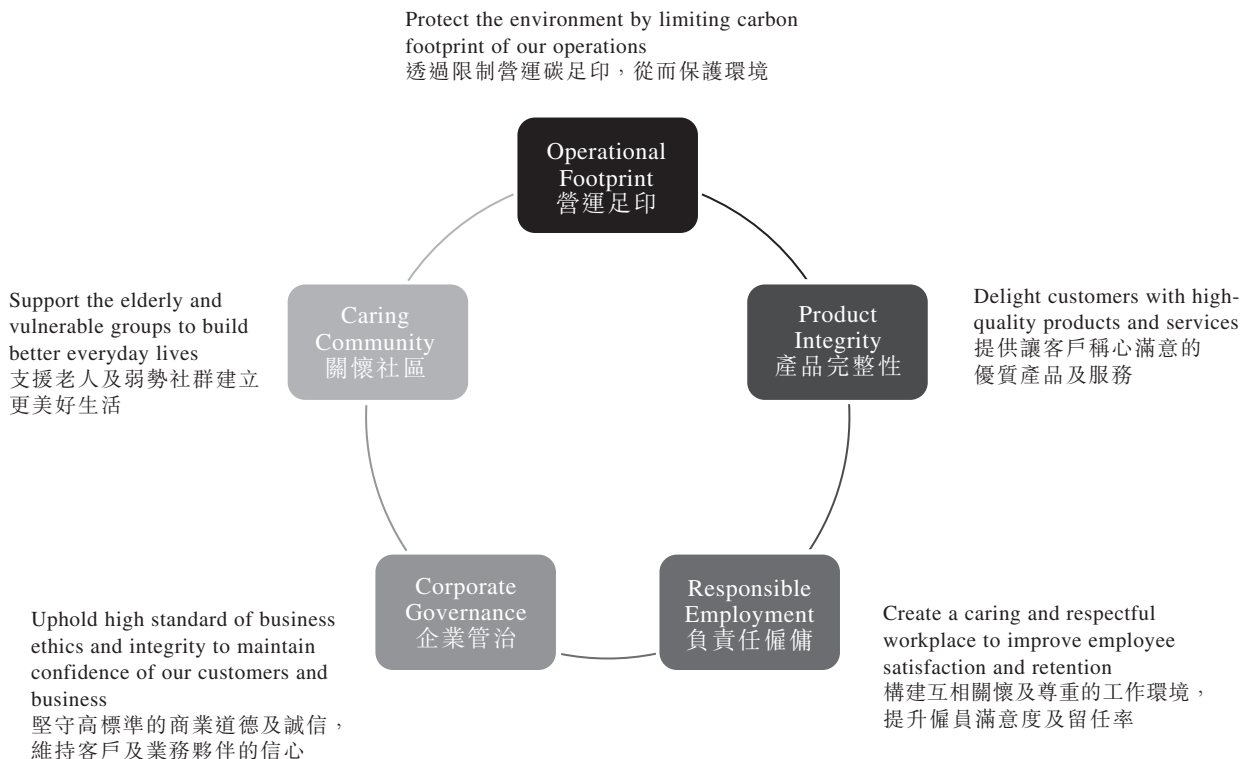 Protect the environment by limiting carbon
footprint of our operations
透過限制營運碳足印，從而保護環境
Operational
Footprint
營運足印
Support the elderly and
vulnerable groups to build
better everyday lives
支援老人及弱勢社群建立
更美好生活
Caring
Community
關懷社區
Product
Integrity
產品完整性
Delight customers with high-
quality products and services
提供讓客戶稱心滿意的
優質產品及服務
Uphold high standard of business
ethics and integrity to maintain
confidence of our customers and
business
堅守高標準的商業道德及誠信，
維持客戶及業務夥伴的信心
Corporate
Governance
企業管治
Responsible
Employment
負責任僱傭
Create a caring and respectful
workplace to improve employee
satisfaction and retention
構建互相關懷及尊重的工作環境，
提升僱員滿意度及留任率